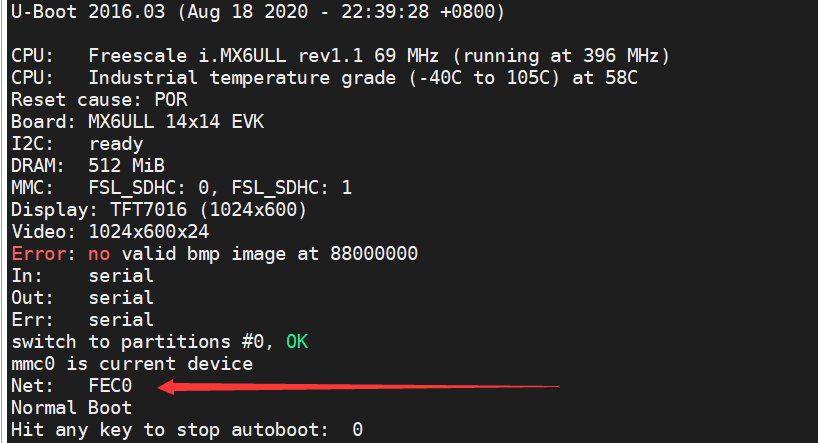 U-Boot 2016.03 (Aug 18 2020 - 22:39:28 +0800)
CPU:   Freescale i.MX6ULL rev1.1 69 MHz (running at 396 MHz)
CPU:   Industrial temperature grade (-40C to 105C) at 58C
Reset cause: POR
Board: MX6ULL 14x14 EVK
I2C:   ready
DRAM:  512 MiB
MMC:   FSL_SDHC: 0, FSL_SDHC: 1
Display: TFT7016 (1024x600)
Video: 1024x600x24
Error: no valid bmp image at 88000000
In:    serial
Out:   serial
Err:   serial
switch to partitions #0, OK
mmc0 is current device
Net:   FEC0
Normal Boot
Hit any key to stop autoboot:  0